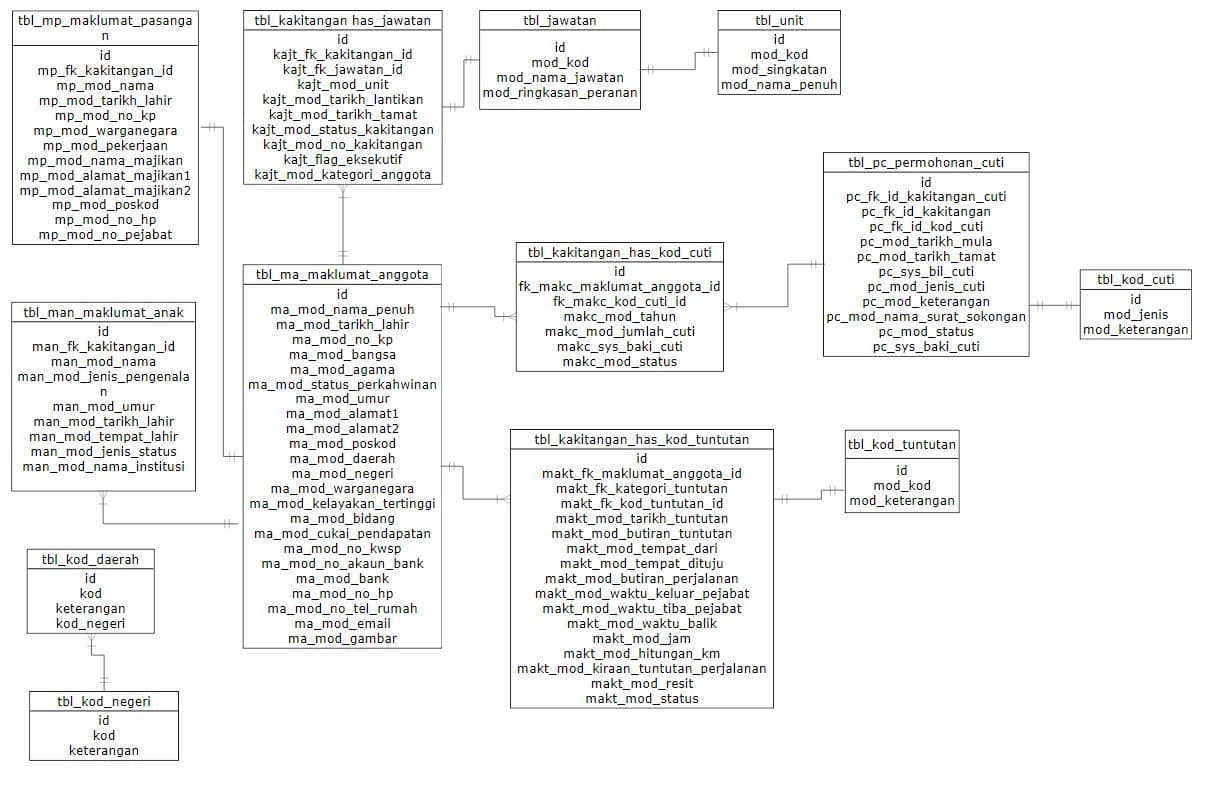 tbl_mp_maklumat_pasanga
n
id
mp_fk_kakitangan_id
mp_mod_nama
mp_mod_tarikh_lahir
mp_mod_no_kp
mp_mod_warganegara
mp_mod_pekerjaan
mp_mod_nama_majikan
mp_mod_alamat_majikan1
mp_mod_alamat_majikan2
mp_mod_poskod
mp_mod_no_hp
mp_mod_no_pejabat
tbl_kakitangan has_jawatan
id
kajt_fk_kakitangan_id
kajt_fk_jawatan_id
kajt_mod_unit
kajt_mod_tarikh_lantikan
kajt_mod_tarikh_tamat
kajt_mod_status_kakitangan
kajt_mod_no_kakitangan
kajt_flag_eksekutif
kajt_mod_kategori_anggota
tbl_jawatan
id
mod_kod
mod_nama_jawatan
mod_ringkasan_peranan
tbl_unit
id
mod_kod
mod_singkatan
mod_nama_penuh
tbl_pc_permohonan_cuti
id
pc_fk_id_kakitangan_cuti
pc_fk_id_kakitangan
pc_fk_id_kod_cuti
pc_mod_tarikh_mula
pc_mod_tarikh_tamat
pc_sys_bil_cuti
pc_mod_jenis_cuti
pc_mod_keterangan
pc_mod_nama_surat_sokongan
pc_mod_status
pc_sys_baki_cuti
tbl_kod_cuti
id
mod_jenis
mod_keterangan
tbl_kakitangan_has_kod_cuti
id
fk_makc_maklumat_anggota_id
fk_makc_kod_cuti_id
makc_mod_tahun
makc_mod_jumlah_cuti
makc_sys_baki_cuti
makc_mod_status
tbl_ma_maklumat_anggota
id
ma_mod_nama_penuh
ma_mod_tarikh_lahir
ma_mod_no_kp
ma_mod_bangsa
ma_mod_agama
ma_mod_status_perkahwinan
ma_mod_umur
ma_mod_alamat1
ma_mod_alamat2
ma_mod_poskod
ma_mod_daerah
ma_mod_negeri
ma_mod_warganegara
ma_mod_kelayakan_tertinggi
ma_mod_bidang
ma_mod_cukai_pendapatan
ma_mod_no_kwsp
ma_mod_no_akaun_bank
ma_mod_bank
ma_mod_no_hp
ma_mod_no_tel_rumah
ma_mod_email
ma_mod_gambar
tbl_man_maklumat_anak
id
man_fk_kakitangan_id
man_mod_nama
man_mod_jenis_pengenala
n
man_mod_umur
man_mod_tarikh_lahir
man_mod_tempat_lahir
man_mod_jenis_status
man_mod_nama_institusi
tbl_kakitangan_has_kod_tuntutan
id
makt_fk_maklumat_anggota_id
makt_fk_kategori_tuntutan
makt_fk_kod_tuntutan_id
makt_mod_tarikh_tuntutan
makt_mod_butiran_tuntutan
makt_mod_tempat_dari
makt_mod_tempat_dituju
makt_mod_butiran_perjalanan
makt_mod_waktu_keluar_pejabat
makt_mod_waktu_tiba_pejabat
makt_mod_waktu_balik
makt_mod_jam
makt_mod_hitungan_km
makt_mod_kiraan_tuntutan_perjalanan
makt_mod_resit
makt_mod_status
tbl_kod_tuntutan
id
mod_kod
mod_keterangan
tbl_kod_daerah
id
kod
keterangan
kod_negeri
tbl_kod_negeri
id
kod
keterangan